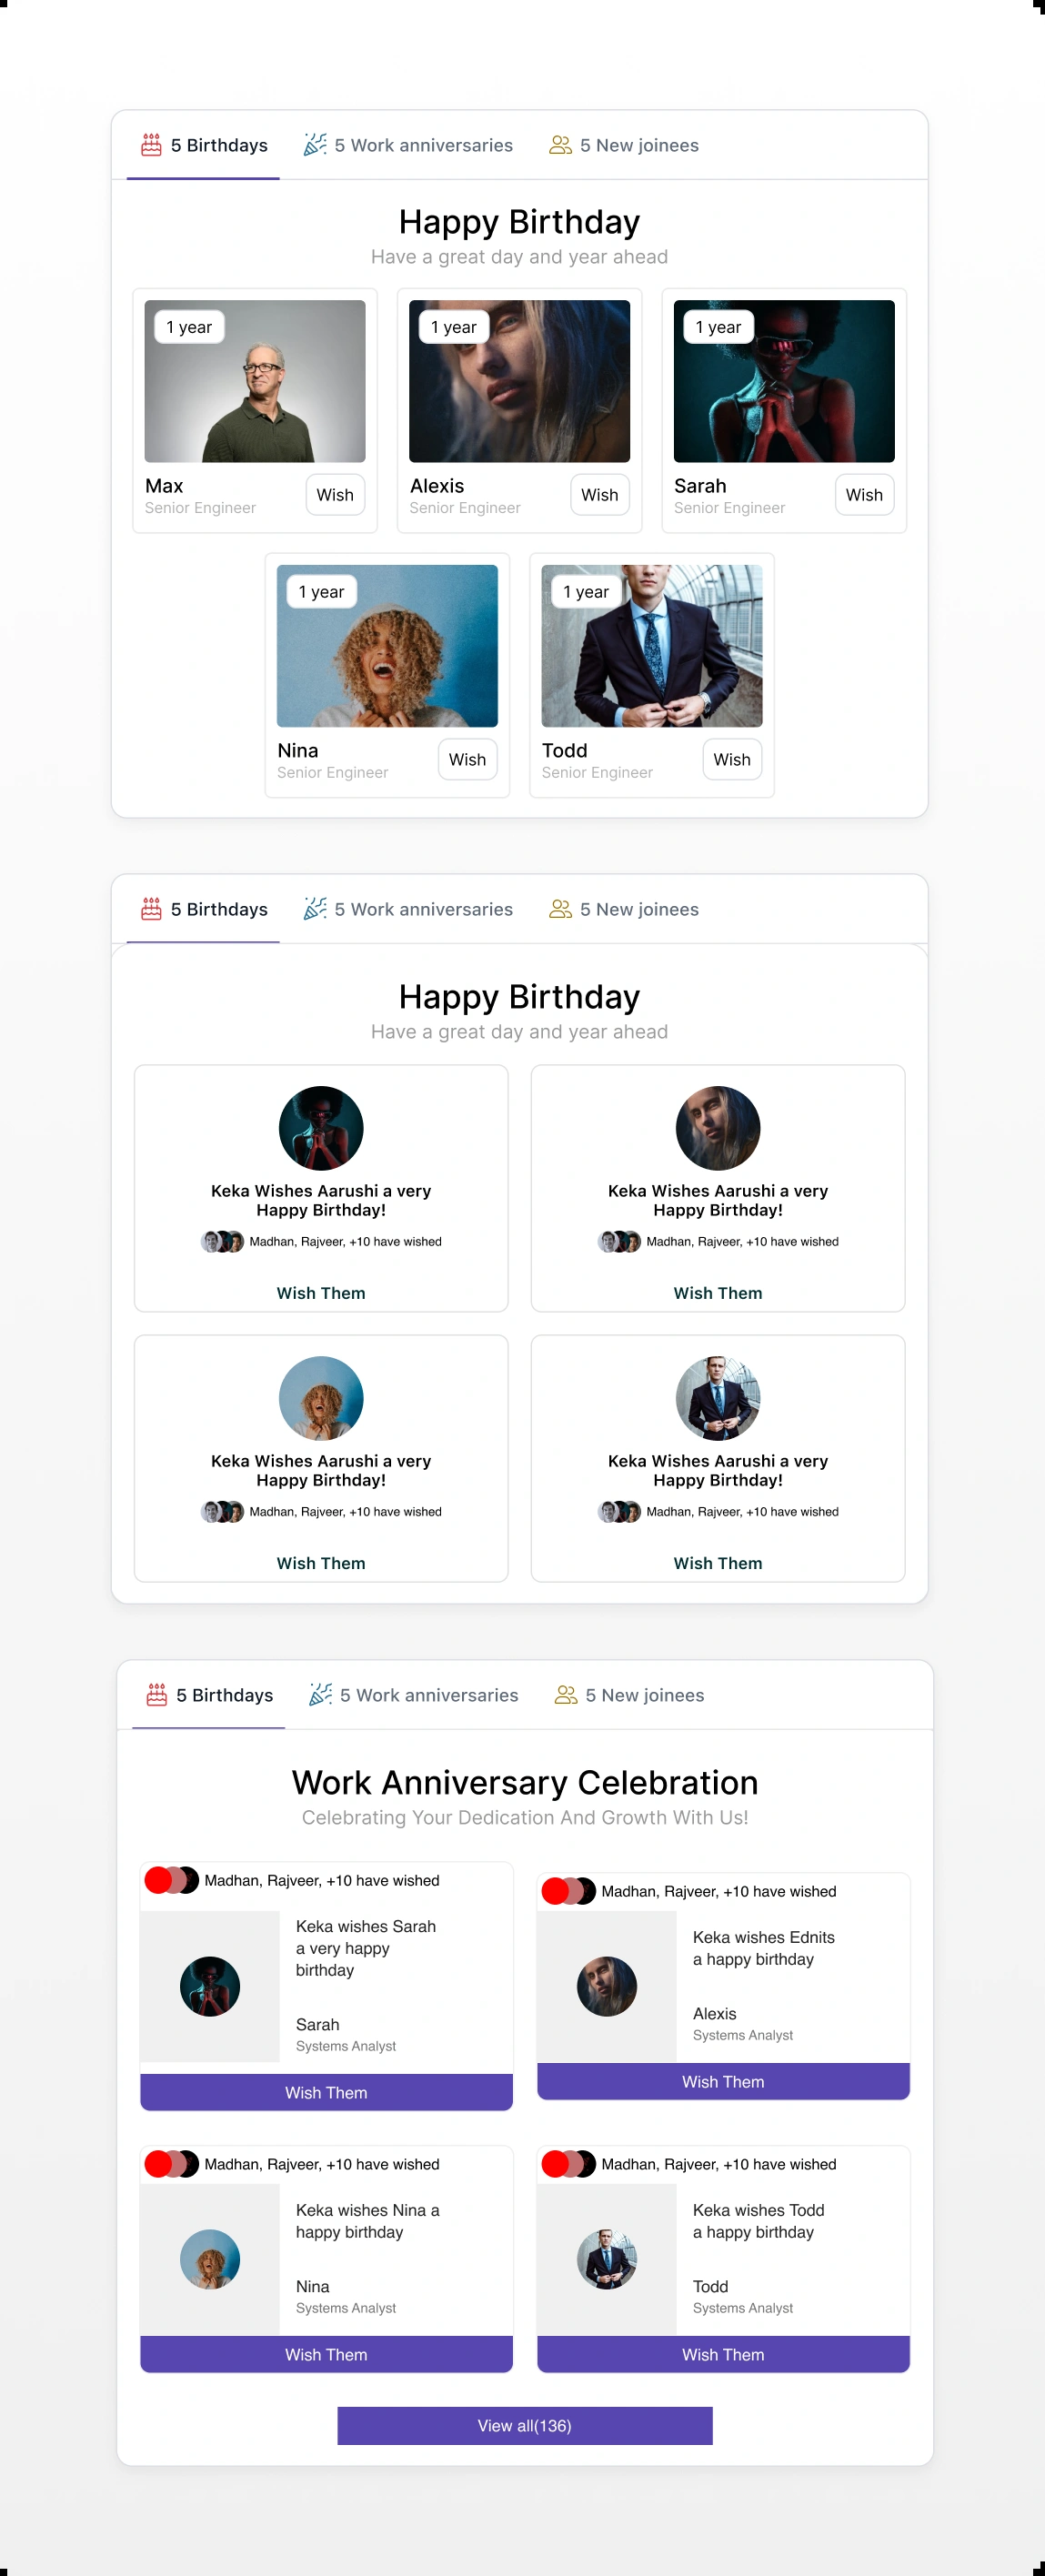 5 Birthdays 5 Work anniversaries 5 New joinees
Happy Birthday
Have a great day and year ahead
1 year 1 year 1 year
Max Wish Alexis Wish Sarah Wish
Senior Engineer Senior Engineer Senior Engineer
1 year 1 year
Nina Wish Todd Wish
Senior Engineer Senior Engineer
5 Birthdays 5 Work anniversaries 5 New joinees
Happy Birthday
Have a great day and year ahead
Keka Wishes Aarushi a very
Happy Birthday!
Madhan, Rajveer, +10 have wished
Wish Them
Keka Wishes Aarushi a very
Happy Birthday!
Madhan, Rajveer, +10 have wished
Wish Them
Keka Wishes Aarushi a very
Happy Birthday!
Madhan, Rajveer, +10 have wished
Wish Them
Keka Wishes Aarushi a very
Happy Birthday!
Madhan, Rajveer, +10 have wished
Wish Them
5 Birthdays 5 Work anniversaries 5 New joinees
Work Anniversary Celebration
Celebrating Your Dedication And Growth With Us!
Madhan, Rajveer, +10 have wished
Keka wishes Sarah
a very happy
birthday
Sarah
Systems Analyst
Wish Them
Madhan, Rajveer, +10 have wished
Keka wishes Ednits
a happy birthday
Alexis
Systems Analyst
Wish Them
Madhan, Rajveer, +10 have wished
Keka wishes Nina a
happy birthday
Nina
Systems Analyst
Wish Them
Madhan, Rajveer, +10 have wished
Keka wishes Todd
a happy birthday
Todd
Systems Analyst
Wish Them
View all(136)